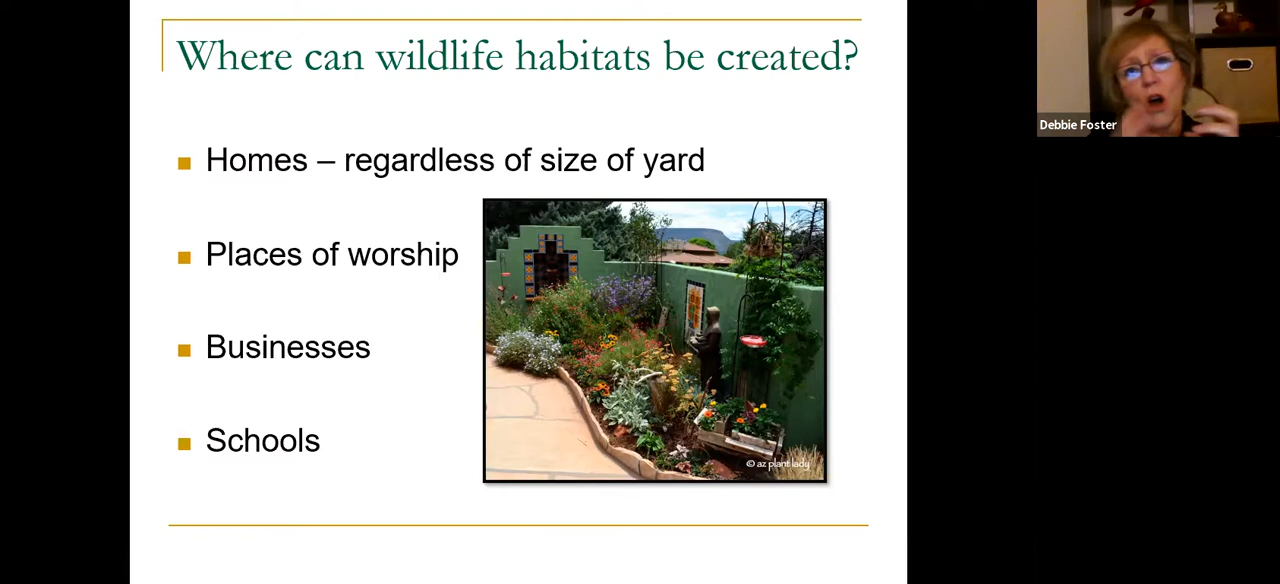 Where can wildlife habitats be created?
Homes – regardless of size of yard
Places of worship
Businesses
Schools
© az plant lady
Debbie Foster